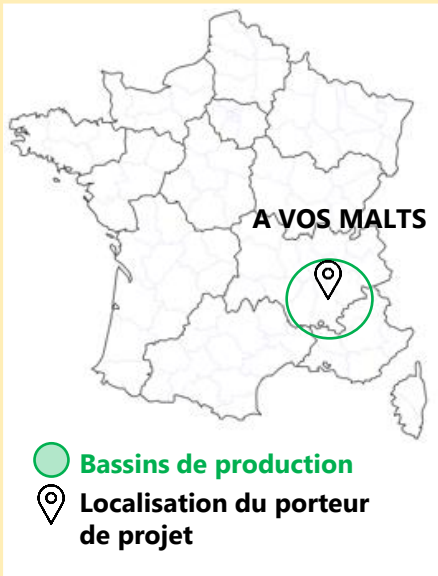 A VOS MALTS
Bassins de production
Localisation du porteur
de projet